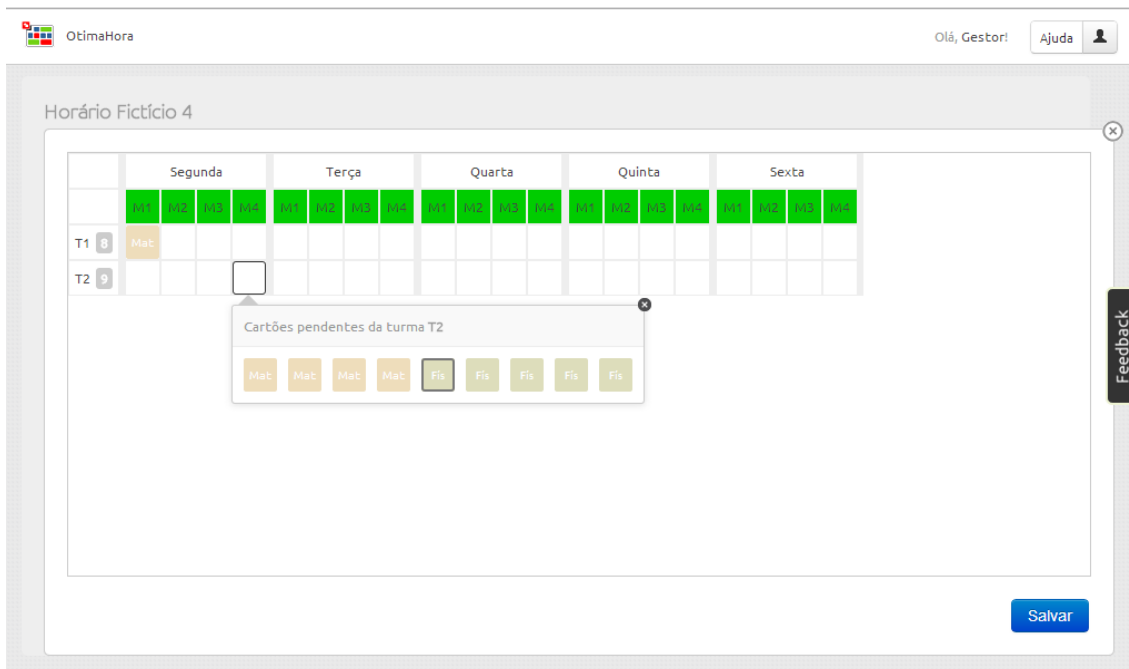 OtimaHora
Olá, Gestor!
Ajuda
Horário Fictício 4
Segunda Terça Quarta Quinta Sexta
M1 M2 M3 M4 M1 M2 M3 M4 M1 M2 M3 M4 M1 M2 M3 M4 M1 M2 M3 M4
T1 8 Mat
T2 9
Cartões pendentes da turma T2
Mat Mat Mat Mat Fís Fís Fís Fís Fís
Feedback
Salvar